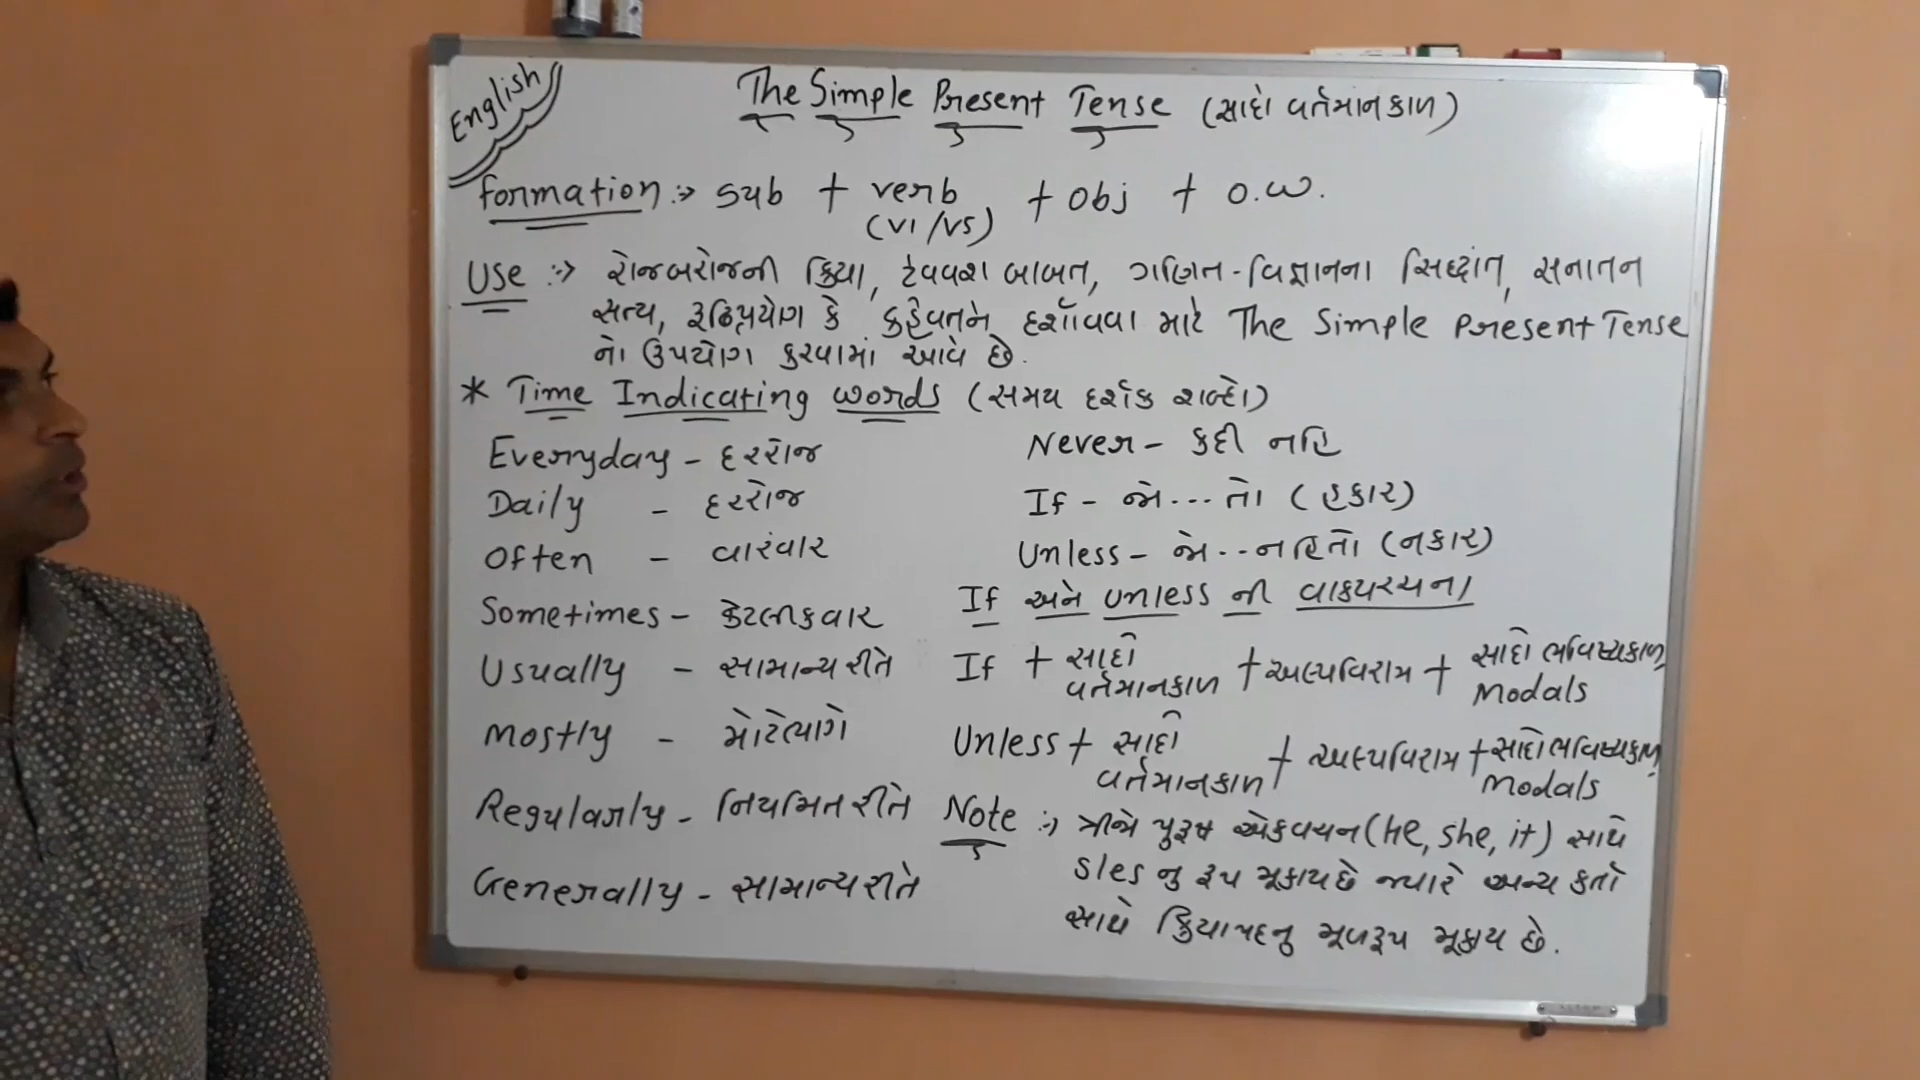 English
The Simple Present Tense (સાદો વર્તમાનકાળ)
Formation :→ Sub + verb + obj + o.w.
(V1/VS)
Use :→ રોજબરોજની ક્રિયા, ટેવવશ બાબત, ગણિત-વિજ્ઞાનના સિદ્ધાંત, સનાતન
સત્ય, રૂઢિપ્રયોગ કે કહેવતને દર્શાવવા માટે The Simple Present Tense
નો ઉપયોગ કરવામાં આવે છે.
* Time Indicating words (સમય દર્શક શબ્દો)
Everyday - દરરોજ
Daily - દરરોજ
Often - વારંવાર
Sometimes - કેટલીકવાર
Usually - સામાન્ય રીતે
Mostly - મોટેભાગે
Regularly - નિયમિત રીતે
Generally - સામાન્ય રીતે
Never - કદી નહિ
If - જો...તો (હકાર)
Unless - જો..નહિતો (નકાર)
If અને unless ની વાક્યરચના
If + સાદો વર્તમાનકાળ + અલ્પવિરામ + સાદો ભવિષ્યકાળ,
Modals
Unless + સાદો વર્તમાનકાળ + અલ્પવિરામ + સાદો ભવિષ્યકાળ,
Modals
Note :→ ત્રીજો પુરૂષ એકવચન (He, She, it) સાથે
s/es નુ રૂપ મૂકાય છે જ્યારે અન્ય કર્તા
સાથે ક્રિયાપદનુ મૂળરૂપ મૂકાય છે.